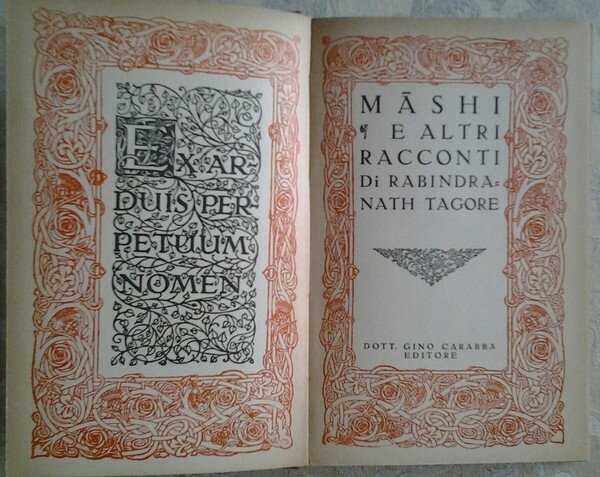 EX AR-
DUIS PER-
PETUUM
NOMEN
MĀSHI
¶ E ALTRI
RACCONTI
Di RABINDRA=
NATH TAGORE
DOTT. GINO CARABBA
EDITORE